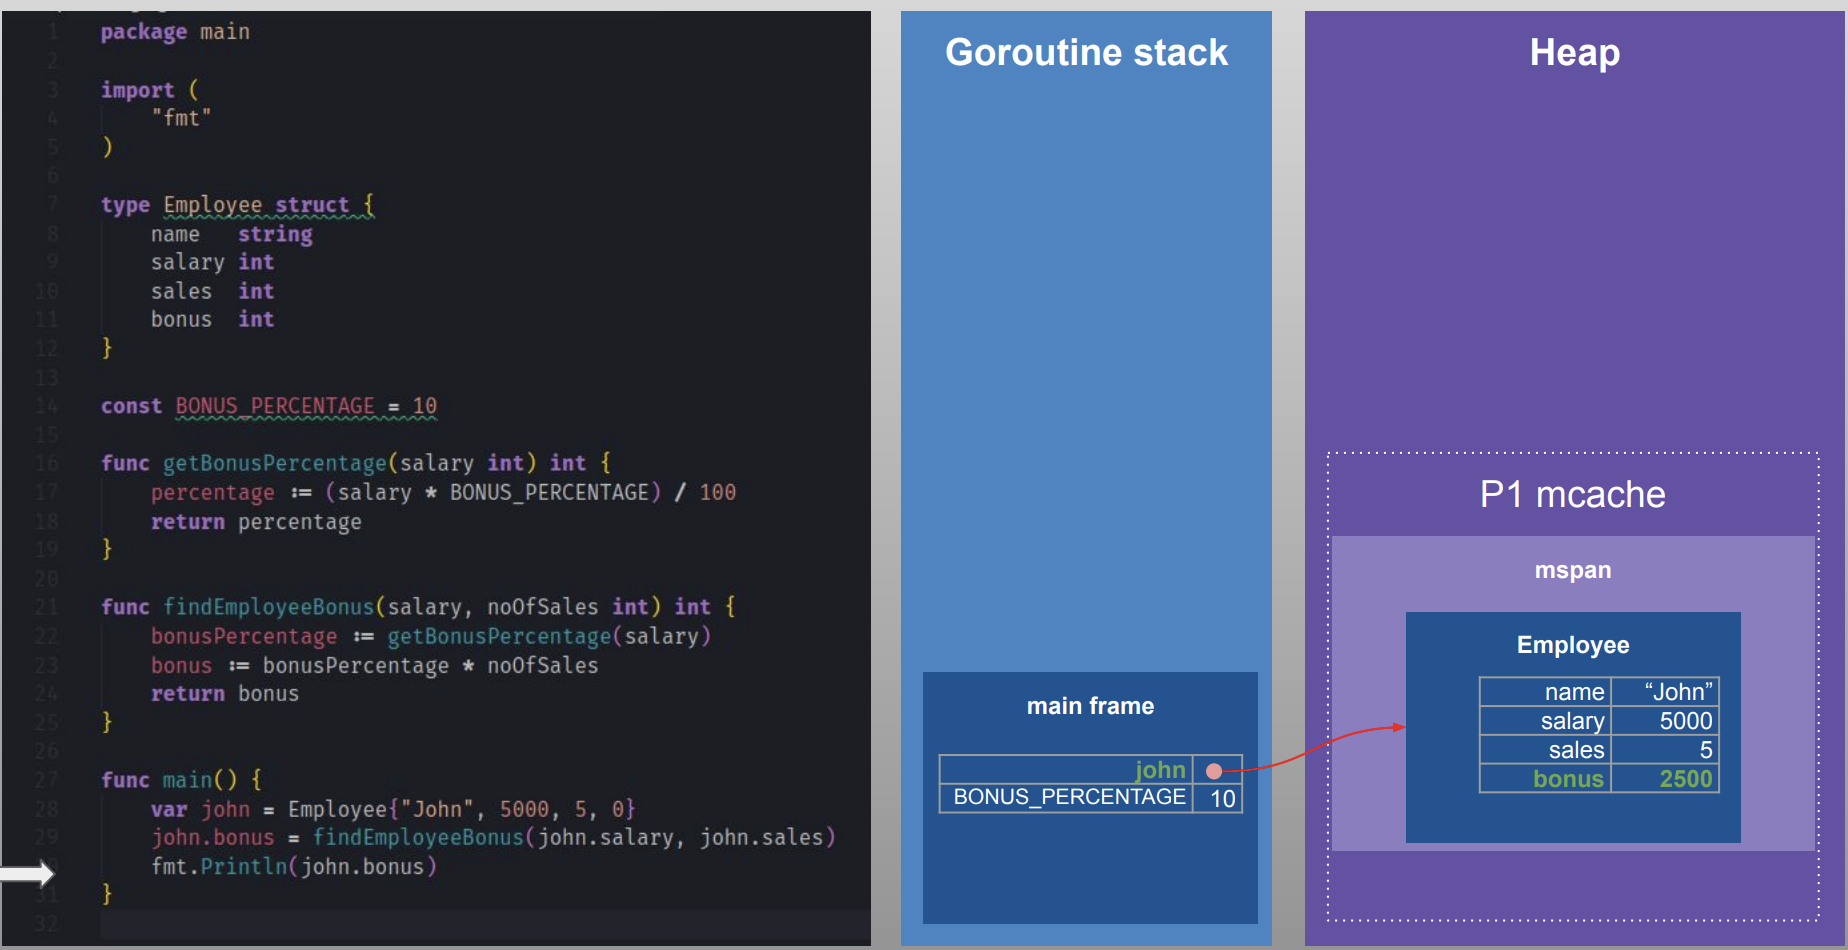 1 package main
2
3 import (
4 "fmt"
5 )
6
7 type Employee struct {
8 name string
9 salary int
10 sales int
11 bonus int
12 }
13
14 const BONUS_PERCENTAGE = 10
15
16 func getBonusPercentage(salary int) int {
17 percentage := (salary * BONUS_PERCENTAGE) / 100
18 return percentage
19 }
20
21 func findEmployeeBonus(salary, noOfSales int) int {
22 bonusPercentage := getBonusPercentage(salary)
23 bonus := bonusPercentage * noOfSales
24 return bonus
25 }
26
27 func main() {
28 var john = Employee{"John", 5000, 5, 0}
29 john.bonus = findEmployeeBonus(john.salary, john.sales)
fmt.Println(john.bonus)
31 }
32
Goroutine stack
main frame
john
BONUS_PERCENTAGE 10
Heap
P1 mcache
mspan
Employee
name “John”
salary 5000
sales 5
bonus 2500